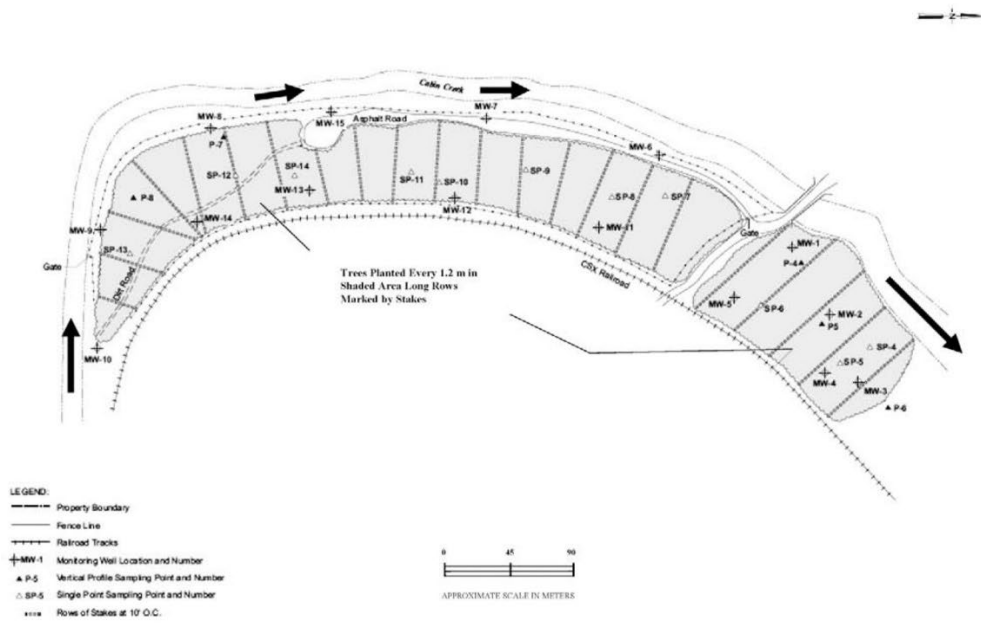 Z
Cabin Creek
MW-7
MW-8
MW-15
Asphalt Road
P-7
MW-6
SP-14
SP-12
SP-11
SP-10
SP-9
MW-13
SP-8
SP-7
P-8
MW-12
MW-14
MW-11
MW-9
Gate
SP-13
MW-1
Gate
P-4
CSX Railroad
Dirt Road
Trees Planted Every 1.2 m in
Shaded Area Long Rows
Marked by Stakes
MW-5
SP-6
MW-2
P5
MW-10
SP-4
SP-5
MW-4
MW-3
P-6
LEGEND:
Property Boundary
Fence Line
Railroad Tracks
MW-1 Monitoring Well Location and Number
P-5 Vertical Profile Sampling Point and Number
SP-5 Single Point Sampling Point and Number
Rows of Stakes at 10' O.C.
0 45 90
APPROXIMATE SCALE IN METERS